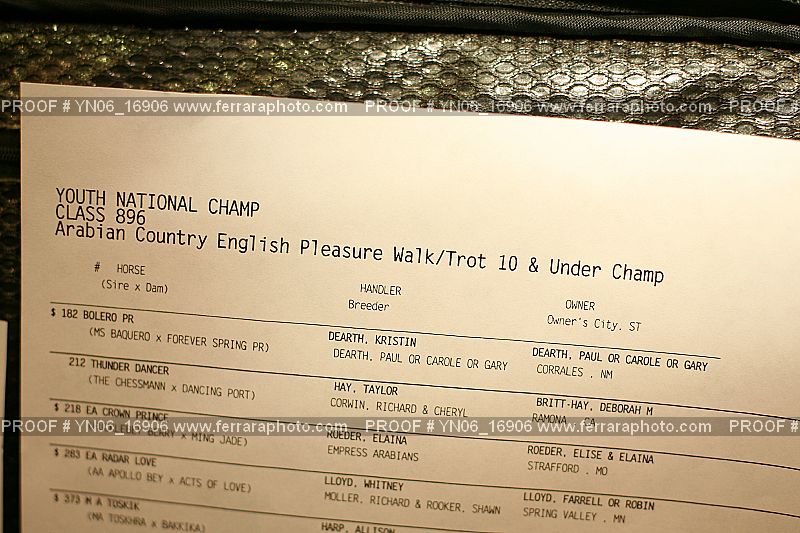 PROOF # YN06_16906 www.ferraraphoto.com PROOF # YN06_16906 www.ferraraphoto.com
YOUTH NATIONAL CHAMP
CLASS 896
Arabian Country English Pleasure Walk/Trot 10 & Under Champ
# HORSE HANDLER OWNER
(Sire x Dam) Breeder Owner's City, ST
$ 182 BOLERO PR DEARTH, KRISTIN DEARTH, PAUL OR CAROLE OR GARY
(MS BAQUERO x FOREVER SPRING PR) DEARTH, PAUL OR CAROLE OR GARY CORRALES , NM
212 THUNDER DANCER HAY, TAYLOR BRITT-HAY, DEBORAH M
(THE CHESSMANN x DANCING PORT) CORWIN, RICHARD & CHERYL RAMONA , CA
PROOF # YN06_16906 www.ferraraphoto.com PROOF # YN06_16906 www.ferraraphoto.com
$ 218 EA CROWN PRINCE ROEDER, ELAINA ROEDER, ELISE & ELAINA
BERRY x MING JADE) EMPRESS ARABIANS STRAFFORD , MO
$ 283 EA RADAR LOVE LLOYD, WHITNEY LLOYD, FARRELL OR ROBIN
(AA APOLLO BEY x ACTS OF LOVE) MOLLER, RICHARD & ROOKER, SHAWN SPRING VALLEY , MN
$ 373 M A TOSKIK HARP, ALLISON
(MA TOSKHRA x BAKKIKA)